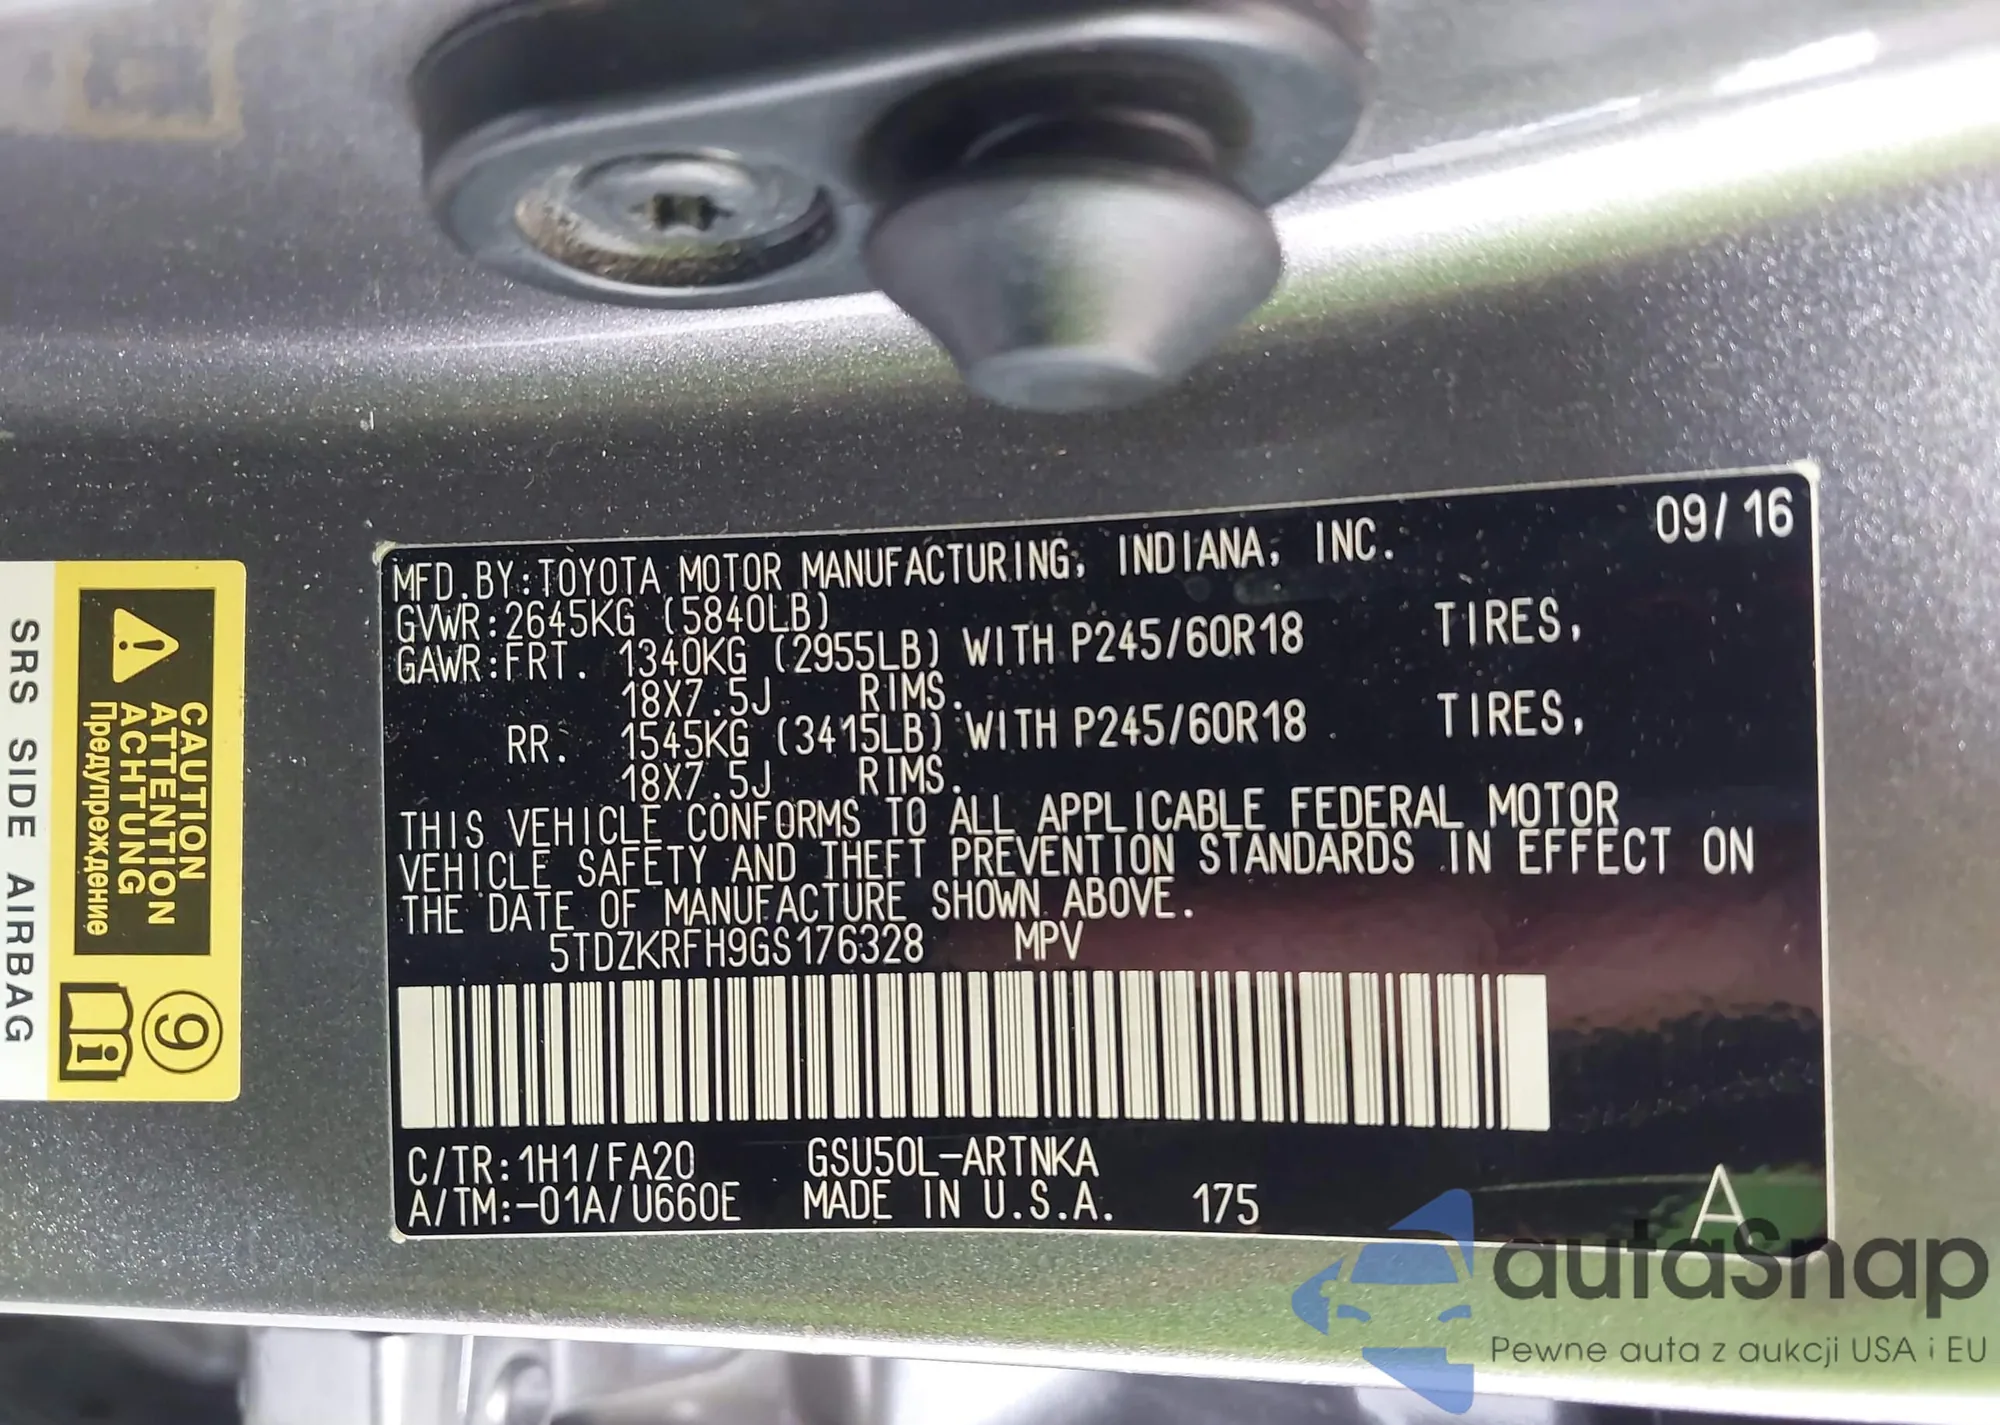 09/16
MFD.BY:TOYOTA MOTOR MANUFACTURING, INDIANA, INC.
GVWR:2645KG (5840LB)
GAWR:FRT. 1340KG (2955LB) WITH P245/60R18 TIRES,
18X7.5J RIMS.
RR. 1545KG (3415LB) WITH P245/60R18 TIRES,
18X7.5J RIMS.
THIS VEHICLE CONFORMS TO ALL APPLICABLE FEDERAL MOTOR
VEHICLE SAFETY AND THEFT PREVENTION STANDARDS IN EFFECT ON
THE DATE OF MANUFACTURE SHOWN ABOVE.
5TDZKRFH9GS176328 MPV
C/TR:1H1/FA20 GSU50L-ARTNKA
A/TM:-01A/U660E MADE IN U.S.A. 175 A
CAUTION
ATTENTION
ACHTUNG
Предупреждение
9
i
SRS SIDE AIRBAG
autaSnap
Pewne auta z aukcji USA i EU